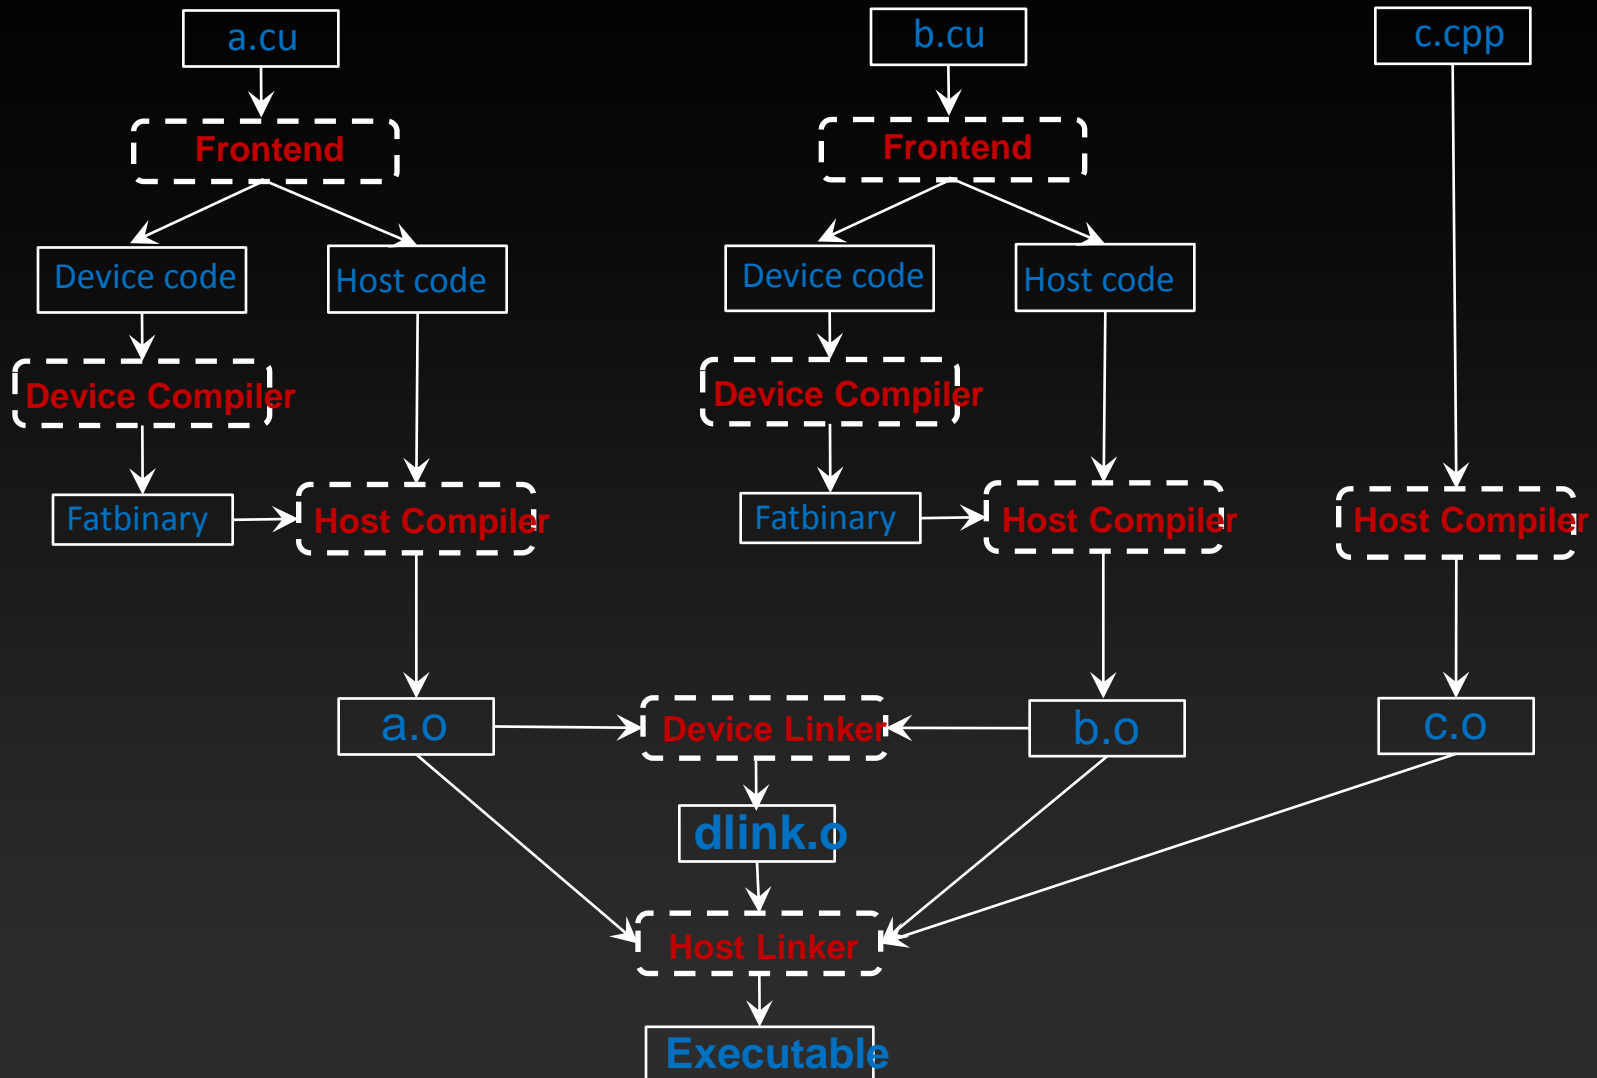 a.cu
b.cu
c.cpp
Frontend
Frontend
Device code
Host code
Device code
Host code
Device Compiler
Device Compiler
Fatbinary
Host Compiler
Fatbinary
Host Compiler
Host Compiler
a.o
Device Linker
b.o
c.o
dlink.o
Host Linker
Executable